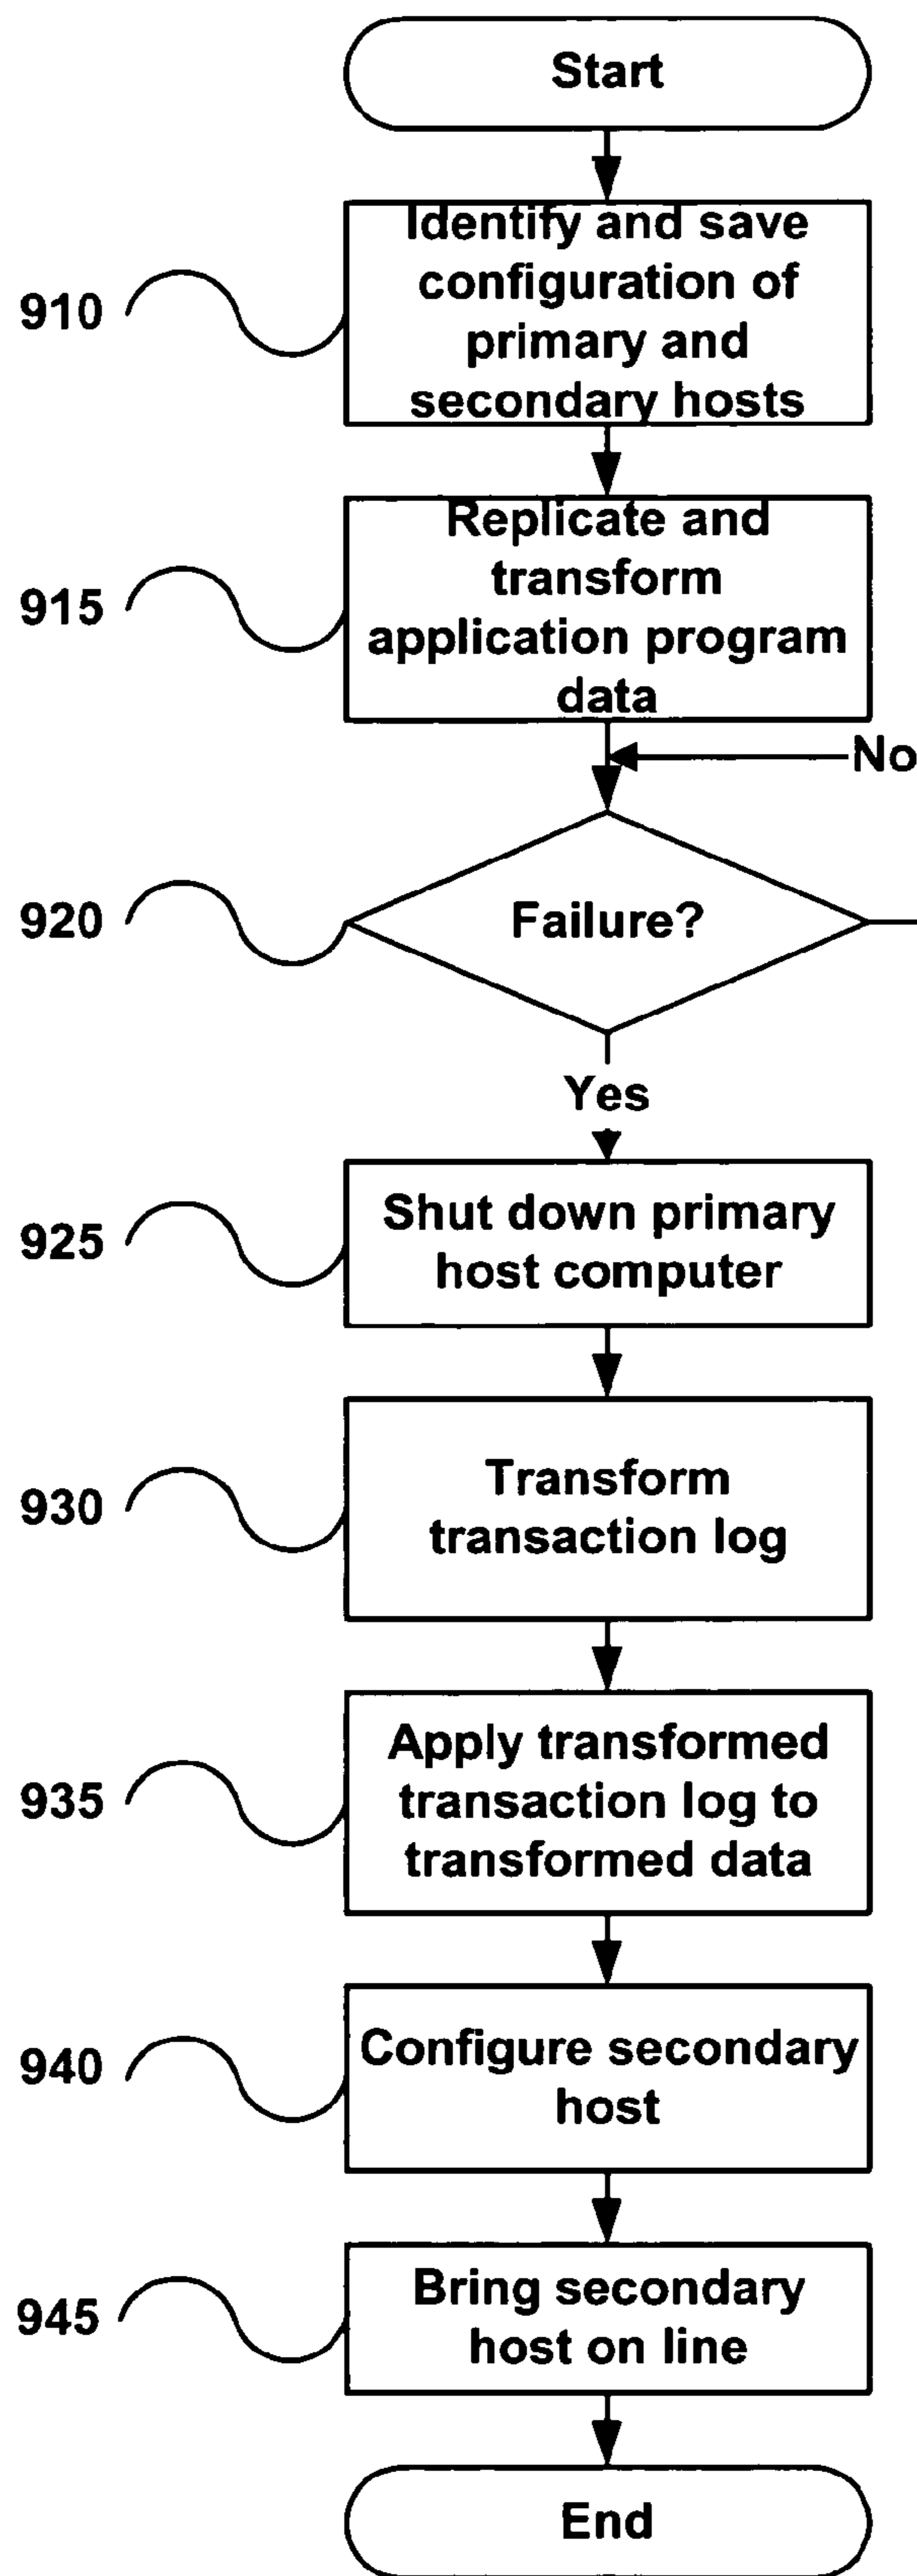 Start
910
Identify and save
configuration of
primary and
secondary hosts
915
Replicate and
transform
application program
data
No
920
Failure?
Yes
925
Shut down primary
host computer
930
Transform
transaction log
935
Apply transformed
transaction log to
transformed data
940
Configure secondary
host
945
Bring secondary
host on line
End